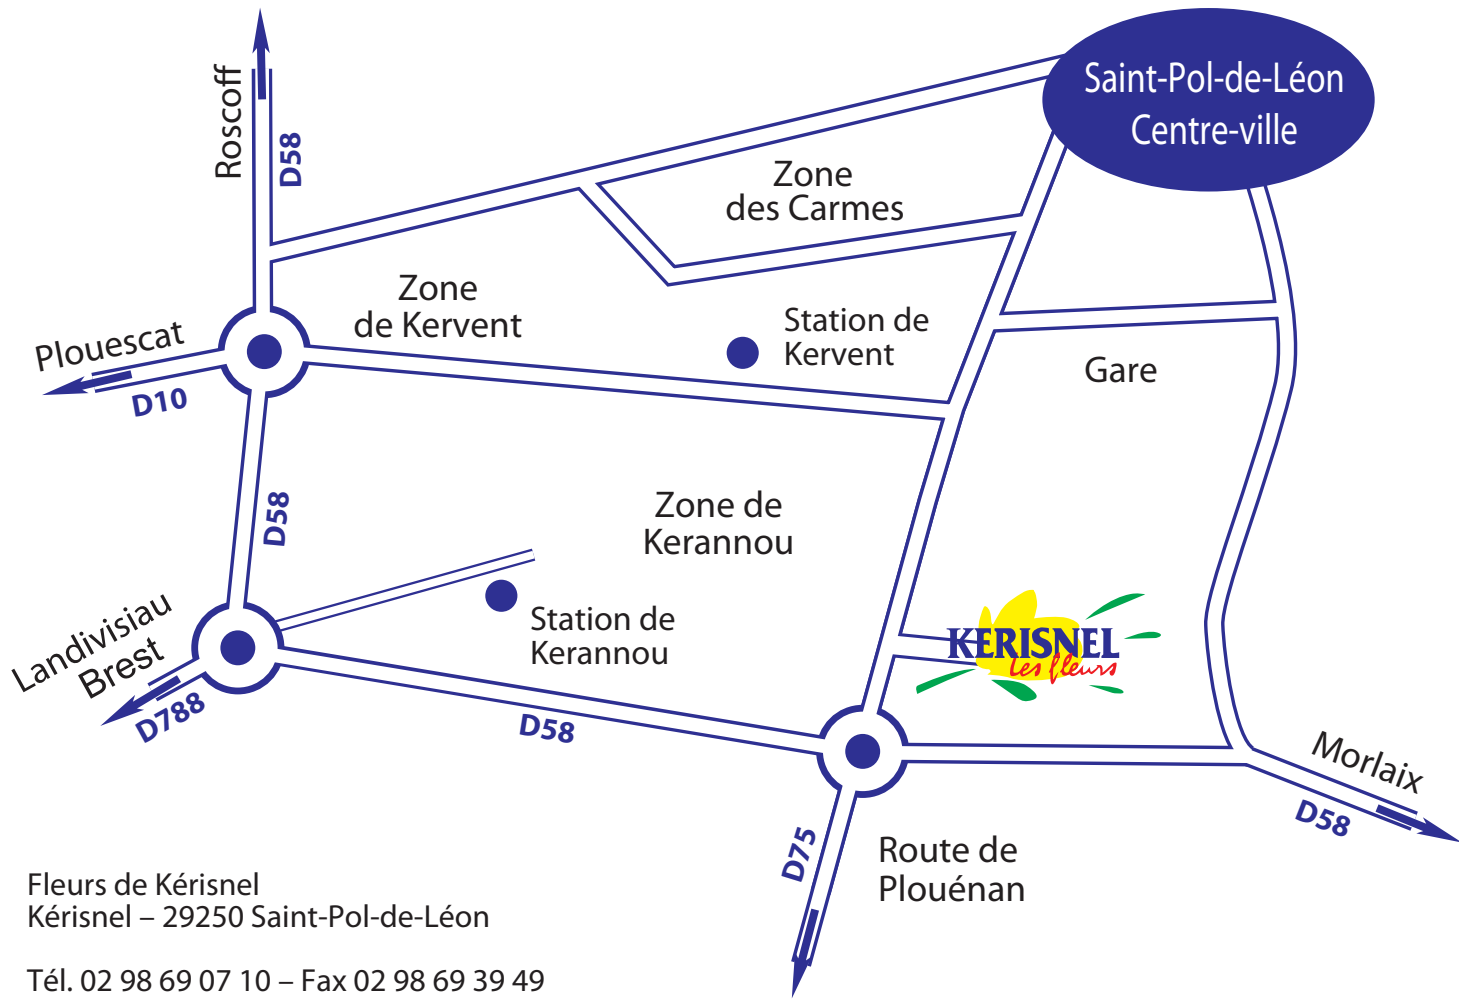 Saint-Pol-de-Léon
Centre-ville
Roscoff
D58
Zone
des Carmes
Zone
de Kervent
Station de
Kervent
Plouescat
D10
Gare
D58
Zone de
Kerannou
Landivisiau
Brest
D788
Station de
Kerannou
KERISNEL
les fleurs
D58
Morlaix
D58
D75
Route de
Plouénan
Fleurs de Kérisnel
Kérisnel – 29250 Saint-Pol-de-Léon
Tél. 02 98 69 07 10 – Fax 02 98 69 39 49